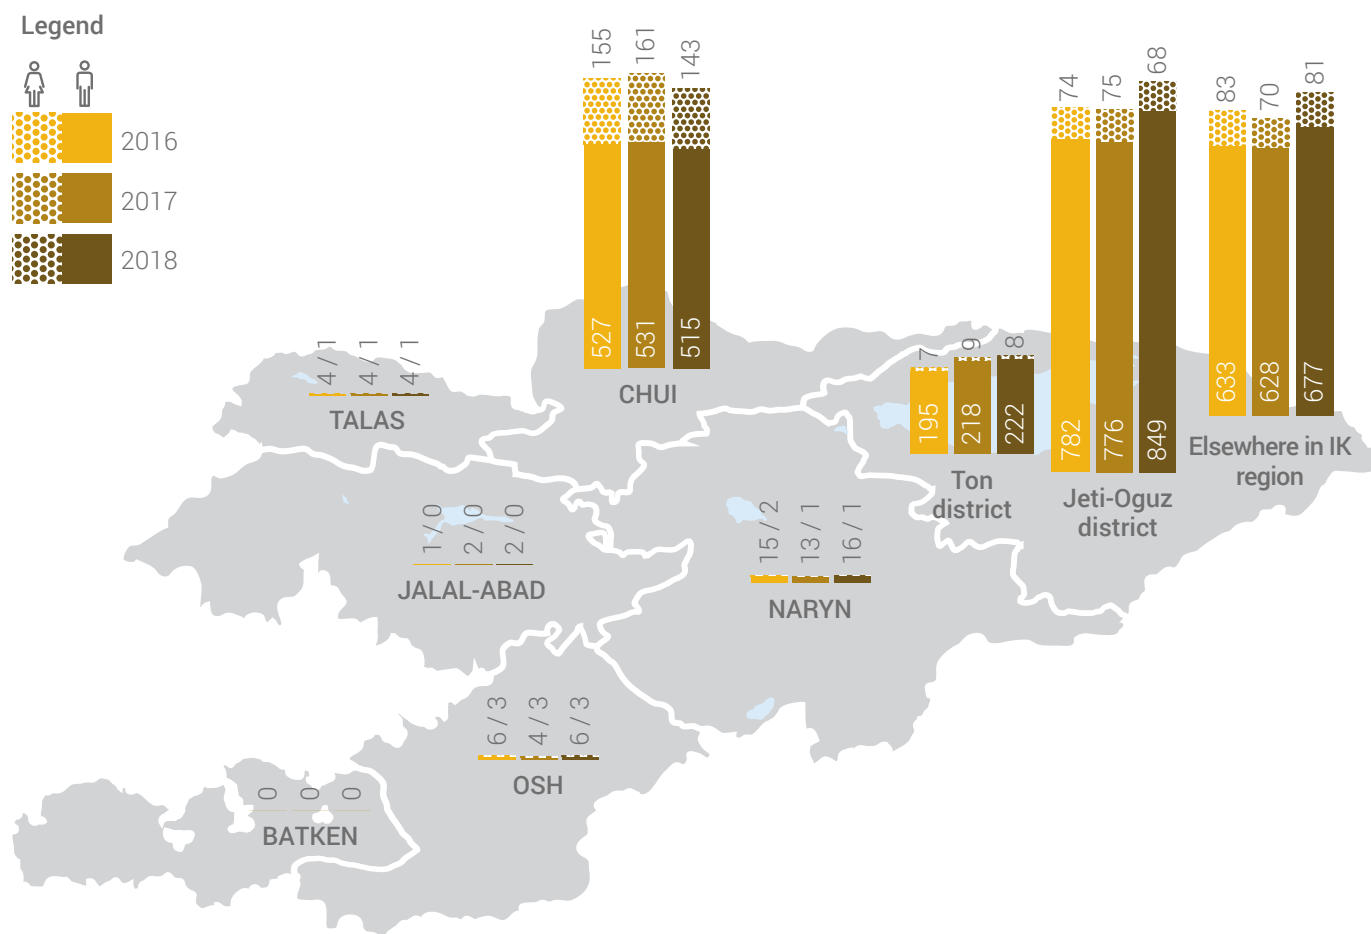 Legend
2016
2017
2018
155
161
143
527
531
515
CHUI
74
75
68
782
776
849
Jeti-Oguz
district
83
70
81
633
628
677
Elsewhere in IK
region
7
9
8
195
218
222
Ton
district
4 / 1
4 / 1
4 / 1
TALAS
1 / 0
2 / 0
2 / 0
JALAL-ABAD
15 / 2
13 / 1
16 / 1
NARYN
6 / 3
4 / 3
6 / 3
OSH
0
0
0
BATKEN